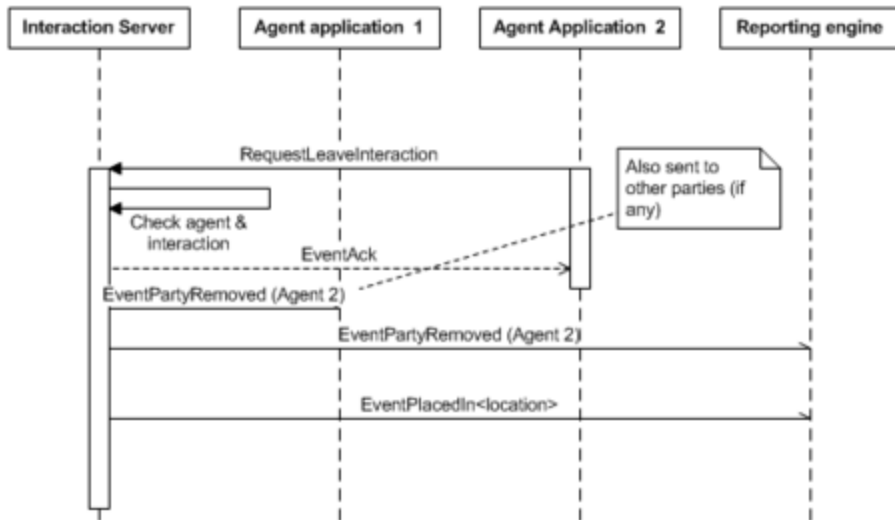 Interaction Server
Agent application 1
Agent Application 2
Reporting engine
RequestLeaveInteraction
Also sent to
other parties (if
any)
Check agent &
interaction
EventAck
EventPartyRemoved (Agent 2)
EventPartyRemoved (Agent 2)
EventPlacedIn<location>